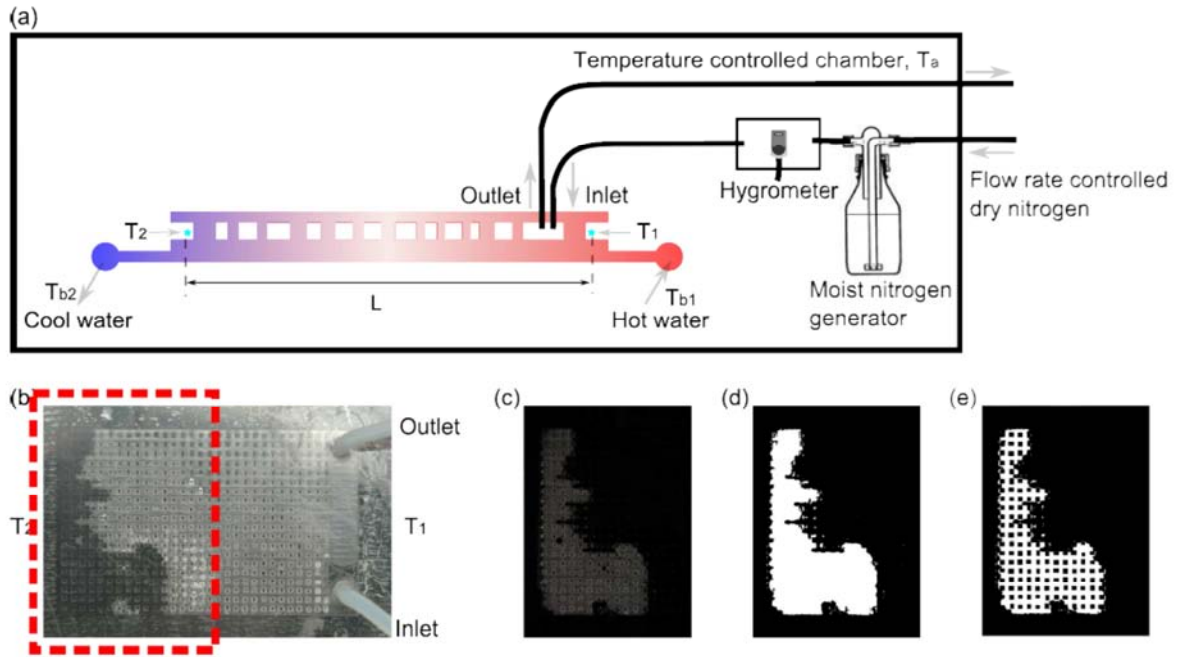 (a)
Temperature controlled chamber, Ta
Outlet
Inlet
Hygrometer
Flow rate controlled
dry nitrogen
T2
T1
L
Tb2
Cool water
Tb1
Hot water
Moist nitrogen
generator
(b)
Outlet
T2
T1
Inlet
(c)
(d)
(e)